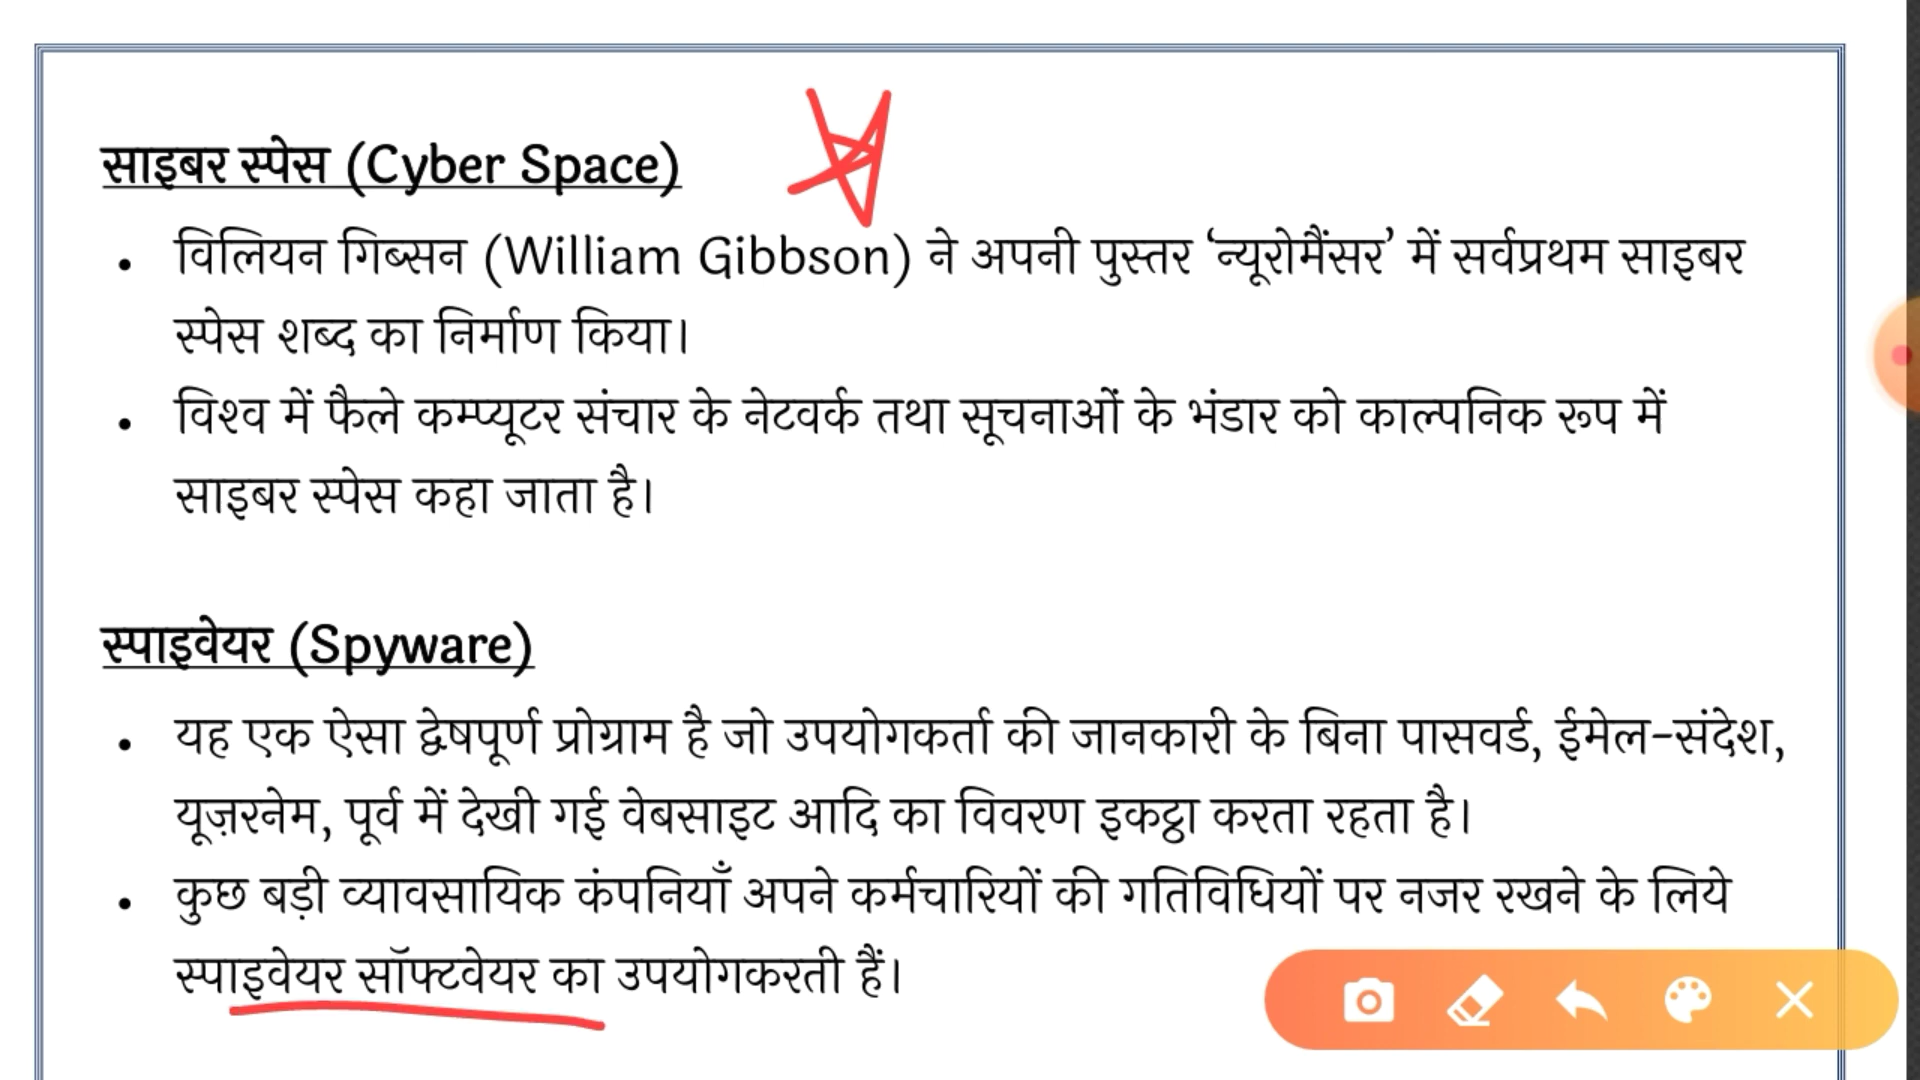 साइबर स्पेस (Cyber Space)
• विलियन गिब्सन (William Gibbson) ने अपनी पुस्तर ‘न्यूरोमैंसर’ में सर्वप्रथम साइबर
स्पेस शब्द का निर्माण किया।
• विश्व में फैले कम्प्यूटर संचार के नेटवर्क तथा सूचनाओं के भंडार को काल्पनिक रूप में
साइबर स्पेस कहा जाता है।
स्पाइवेयर (Spyware)
• यह एक ऐसा द्वेषपूर्ण प्रोग्राम है जो उपयोगकर्ता की जानकारी के बिना पासवर्ड, ईमेल-संदेश,
यूज़रनेम, पूर्व में देखी गई वेबसाइट आदि का विवरण इकट्ठा करता रहता है।
• कुछ बड़ी व्यावसायिक कंपनियाँ अपने कर्मचारियों की गतिविधियों पर नजर रखने के लिये
स्पाइवेयर सॉफ्टवेयर का उपयोगकरती हैं।